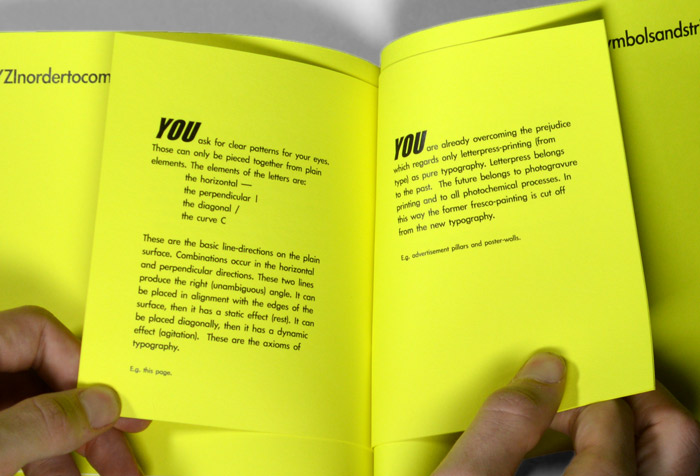 YZInordertocom
YOU ask for clear patterns for your eyes.
Those can only be pieced together from plain
elements. The elements of the letters are:
the horizontal —
the perpendicular |
the diagonal /
the curve C
These are the basic line-directions on the plain
surface. Combinations occur in the horizontal
and perpendicular directions. These two lines
produce the right (unambiguous) angle. It can
be placed in alignment with the edges of the
surface, then it has a static effect (rest). It can
be placed diagonally, then it has a dynamic
effect (agitation). These are the axioms of
typography.
E.g. this page.
YOU are already overcoming the prejudice
which regards only letterpress-printing (from
type) as pure typography. Letterpress belongs
to the past. The future belongs to photogravure
printing and to all photochemical processes. In
this way the former fresco-painting is cut off
from the new typography.
E.g. advertisement pillars and poster-walls.
ymbolsandstr